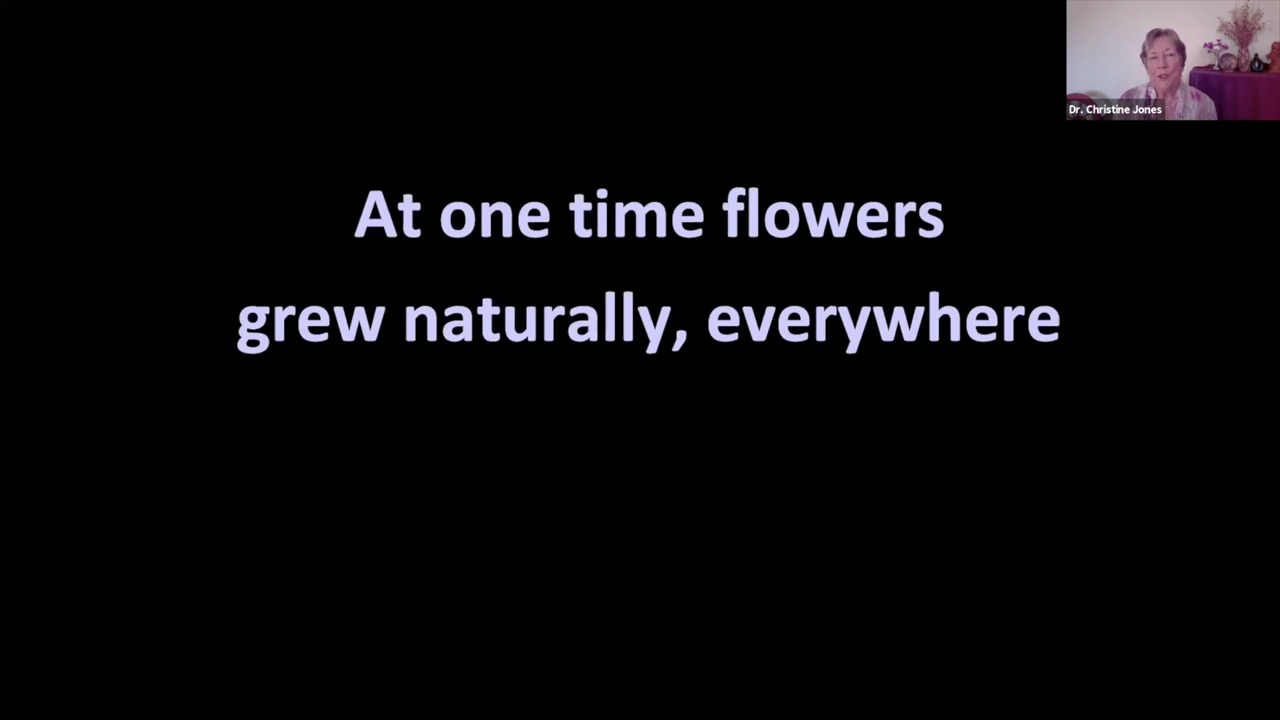 Dr. Christine Jones
At one time flowers
grew naturally, everywhere